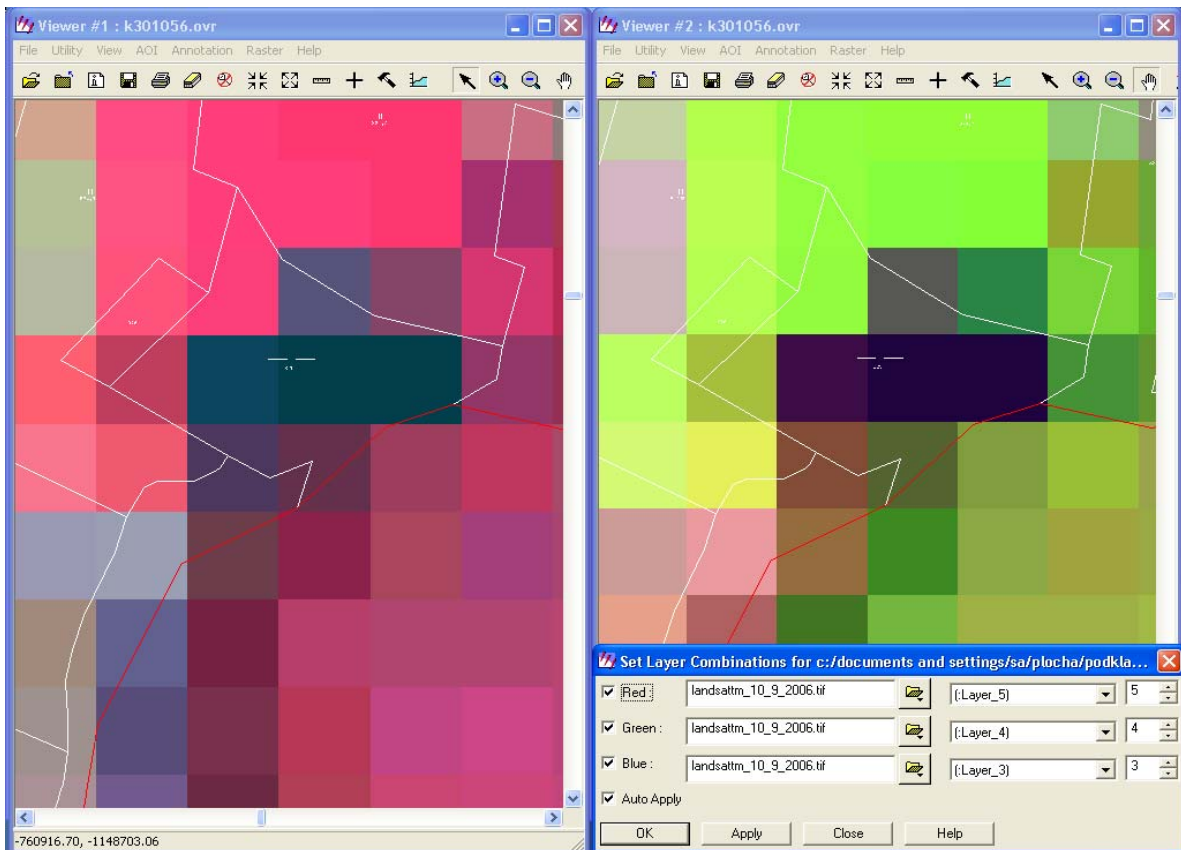 Viewer #1 : k301056.ovr
File Utility View AOI Annotation Raster Help
-760916.70, -1148703.06
Viewer #2 : k301056.ovr
File Utility View AOI Annotation Raster Help
Set Layer Combinations for c:/documents and settings/sa/plocha/podkla...
Red : landsattm_10_9_2006.tif (:Layer_5) 5
Green : landsattm_10_9_2006.tif (:Layer_4) 4
Blue : landsattm_10_9_2006.tif (:Layer_3) 3
Auto Apply
OK Apply Close Help